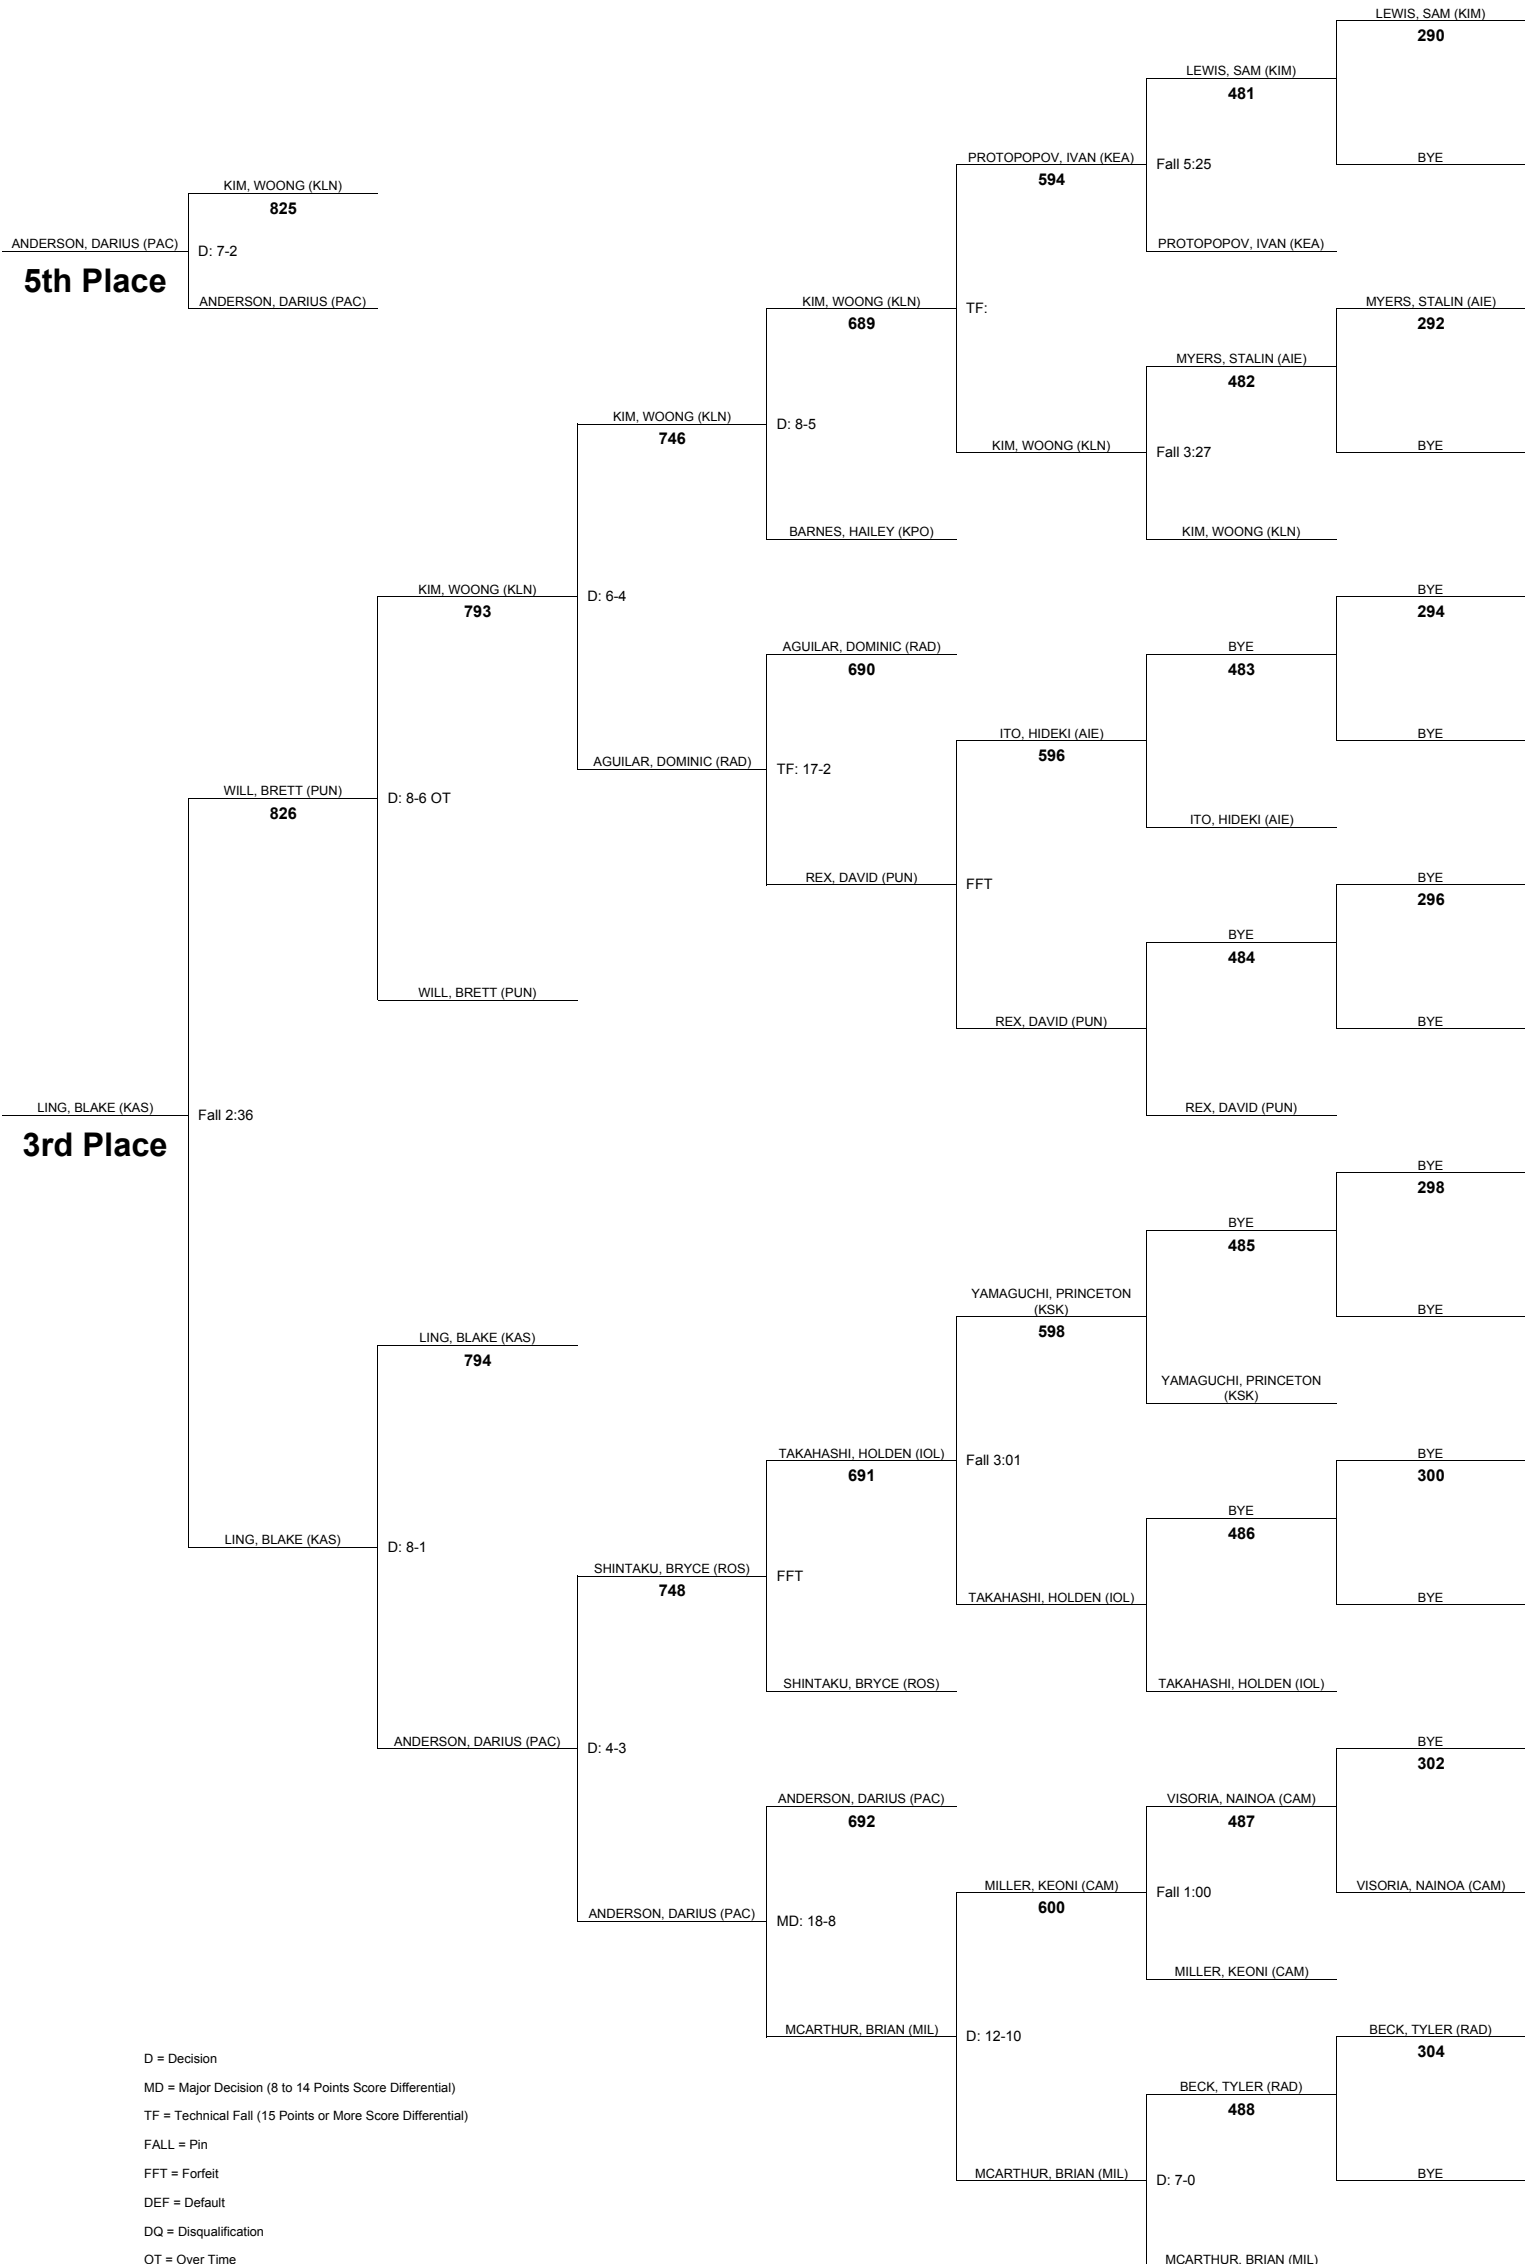 LEWIS, SAM (KIM)
290
LEWIS, SAM (KIM)
481
PROTOPOPOV, IVAN (KEA)
594
Fall 5:25
BYE
KIM, WOONG (KLN)
825
ANDERSON, DARIUS (PAC)
D: 7-2
PROTOPOPOV, IVAN (KEA)
5th Place
ANDERSON, DARIUS (PAC)
KIM, WOONG (KLN)
689
TF:
MYERS, STALIN (AIE)
292
MYERS, STALIN (AIE)
482
KIM, WOONG (KLN)
746
D: 8-5
KIM, WOONG (KLN)
Fall 3:27
BYE
BARNES, HAILEY (KPO)
KIM, WOONG (KLN)
KIM, WOONG (KLN)
793
D: 6-4
BYE
294
AGUILAR, DOMINIC (RAD)
690
BYE
483
ITO, HIDEKI (AIE)
596
BYE
AGUILAR, DOMINIC (RAD)
TF: 17-2
WILL, BRETT (PUN)
826
D: 8-6 OT
ITO, HIDEKI (AIE)
REX, DAVID (PUN)
FFT
BYE
296
BYE
484
WILL, BRETT (PUN)
REX, DAVID (PUN)
BYE
LING, BLAKE (KAS)
Fall 2:36
REX, DAVID (PUN)
3rd Place
BYE
298
BYE
485
YAMAGUCHI, PRINCETON
(KSK)
598
BYE
LING, BLAKE (KAS)
794
YAMAGUCHI, PRINCETON
(KSK)
TAKAHASHI, HOLDEN (IOL)
691
Fall 3:01
BYE
300
BYE
486
LING, BLAKE (KAS)
D: 8-1
SHINTAKU, BRYCE (ROS)
748
FFT
TAKAHASHI, HOLDEN (IOL)
BYE
SHINTAKU, BRYCE (ROS)
TAKAHASHI, HOLDEN (IOL)
ANDERSON, DARIUS (PAC)
D: 4-3
BYE
302
ANDERSON, DARIUS (PAC)
692
VISORIA, NAINOA (CAM)
487
MILLER, KEONI (CAM)
600
Fall 1:00
VISORIA, NAINOA (CAM)
ANDERSON, DARIUS (PAC)
MD: 18-8
MILLER, KEONI (CAM)
MCARTHUR, BRIAN (MIL)
D: 12-10
BECK, TYLER (RAD)
304
BECK, TYLER (RAD)
488
MCARTHUR, BRIAN (MIL)
D: 7-0
BYE
MCARTHUR, BRIAN (MIL)
D = Decision
MD = Major Decision (8 to 14 Points Score Differential)
TF = Technical Fall (15 Points or More Score Differential)
FALL = Pin
FFT = Forfeit
DEF = Default
DQ = Disqualification
OT = Over Time